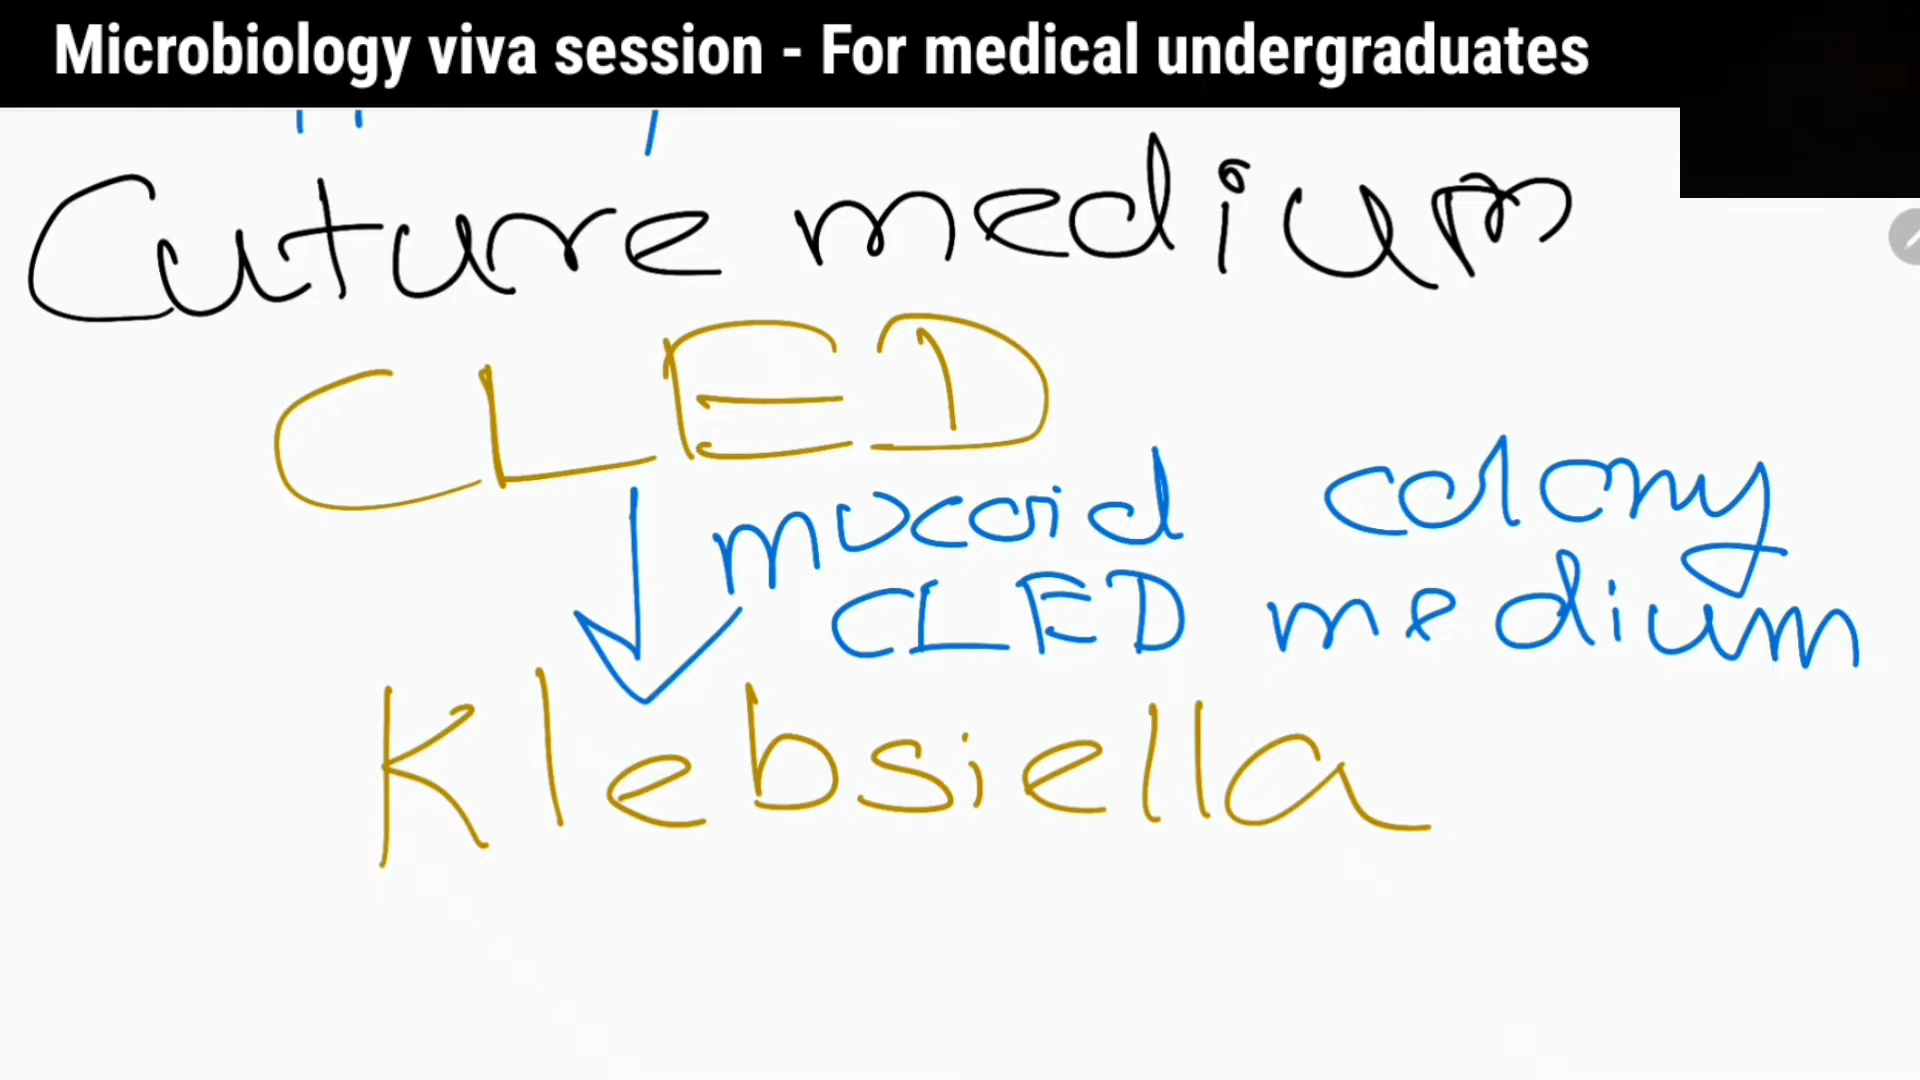 Microbiology viva session - For medical undergraduates
Cuture medium
CLED
mucoid colony
CLED medium
Klebsiella